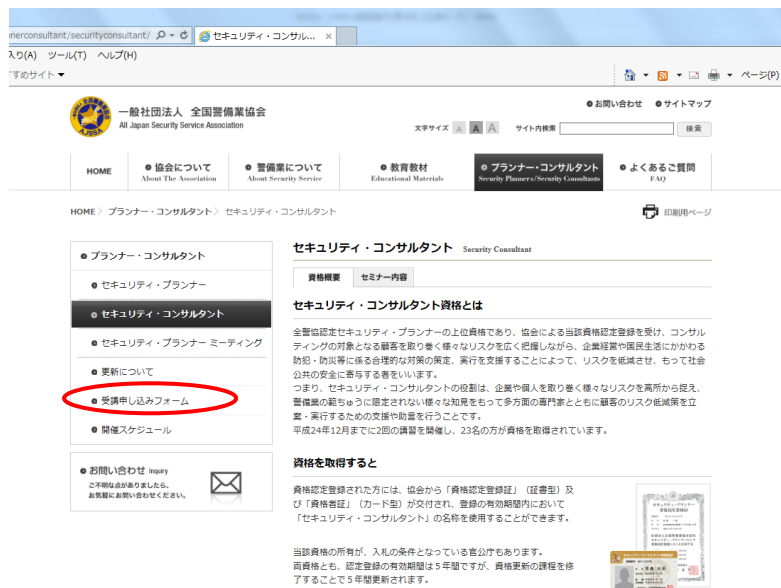 nerconsultant/securityconsultant/
セキュリティ・コンサル... ×
入り(A) ツール(T) ヘルプ(H)
すめサイト ▼
ページ(P)
一般社団法人 全国警備業協会
All Japan Security Service Association
AJSSA
お問い合わせ サイトマップ
文字サイズ A A A サイト内検索 検索
HOME
協会について
About The Association
警備業について
About Security Service
教育教材
Educational Materials
プランナー・コンサルタント
Security Planners/Security Consultants
よくあるご質問
FAQ
HOME〉 プランナー・コンサルタント〉 セキュリティ・コンサルタント
印刷用ページ
プランナー・コンサルタント
セキュリティ・プランナー
セキュリティ・コンサルタント
セキュリティ・プランナー ミーティング
更新について
受講申し込みフォーム
開催スケジュール
お問い合わせ Inquiry
ご不明な点がありましたら、
お気軽にお問い合わせください。
セキュリティ・コンサルタント Security Consultant
資格概要 セミナー内容
セキュリティ・コンサルタント資格とは
全警協認定セキュリティ・プランナーの上位資格であり、協会による当該資格認定登録を受け、コンサル
ティングの対象となる顧客を取り巻く様々なリスクを広く把握しながら、企業経営や国民生活にかかわる
防犯・防災等に係る合理的な対策の策定、実行を支援することによって、リスクを低減させ、もって社会
公共の安全に寄与する者をいいます。
つまり、セキュリティ・コンサルタントの役割は、企業や個人を取り巻く様々なリスクを高所から捉え、
警備業の範ちゅうに限定されない様々な知見をもって多方面の専門家とともに顧客のリスク低減策を立
案・実行するための支援や助言を行うことです。
平成24年12月までに2回の講習を開催し、23名の方が資格を取得されています。
資格を取得すると
資格認定登録された方には、協会から「資格認定登録証」（証書型）及
び「資格者証」（カード型）が交付され、登録の有効期間内において
「セキュリティ・コンサルタント」の名称を使用することができます。
当該資格の所有が、入札の条件となっている官公庁もあります。
両資格とも、認定登録の有効期間は５年間ですが、資格更新の課程を修
了することで５年間更新されます。